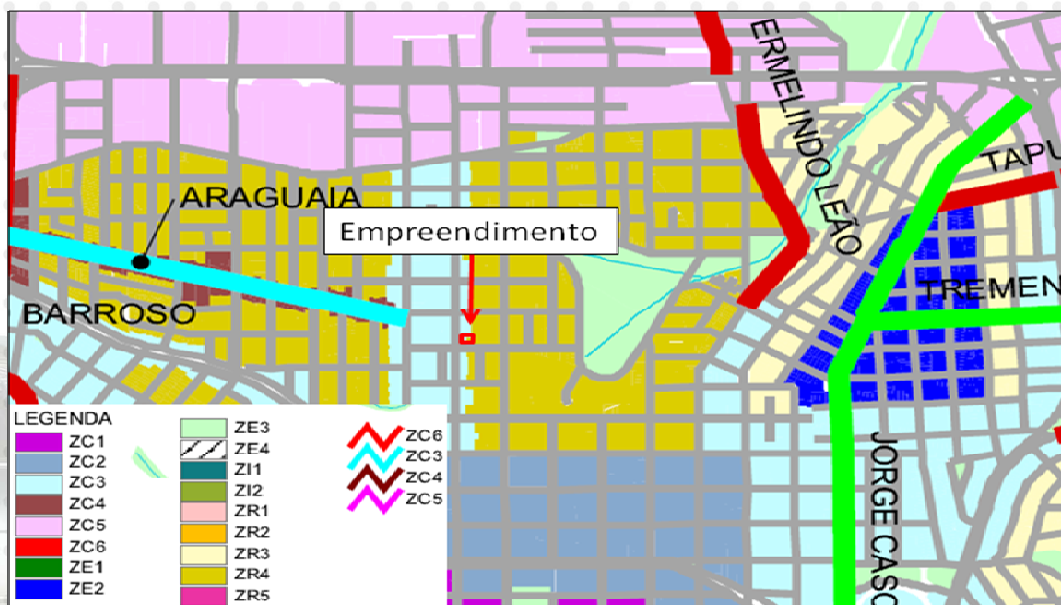 ERMELINDO LEÃO
TAPU
ARAGUAIA
Empreendimento
TREMEN
BARROSO
JORGE CASC
LEGENDA
ZC1
ZC2
ZC3
ZC4
ZC5
ZC6
ZE1
ZE2
ZE3
ZE4
ZI1
ZI2
ZR1
ZR2
ZR3
ZR4
ZR5
ZC6
ZC3
ZC4
ZC5